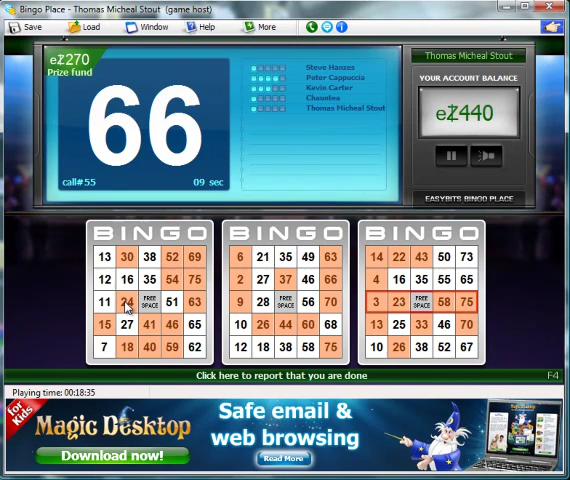 Bingo Place - Thomas Micheal Stout (game host)
Save Load Window Help More
eZ270
Prize fund
66
call#55 09 sec
Steve Hanzes
Peter Cappuccia
Kevin Carter
Chauntea
Thomas Micheal Stout
Thomas Micheal Stout
YOUR ACCOUNT BALANCE
eZ440
EASYBITS BINGO PLACE
BINGO
13 30 38 52 69
12 16 35 54 75
11 24 FREE SPACE 51 63
15 27 41 46 65
7 18 40 59 62
BINGO
6 21 35 49 63
2 27 37 46 66
9 28 FREE SPACE 56 70
10 26 44 60 68
12 18 38 58 75
BINGO
14 22 43 50 73
4 16 35 55 54
3 23 FREE SPACE 58 75
13 25 33 46 70
10 26 38 52 67
Click here to report that you are done F4
Playing time: 00:18:35
for Kids
Magic Desktop
Download now!
Safe email &
web browsing
Read More